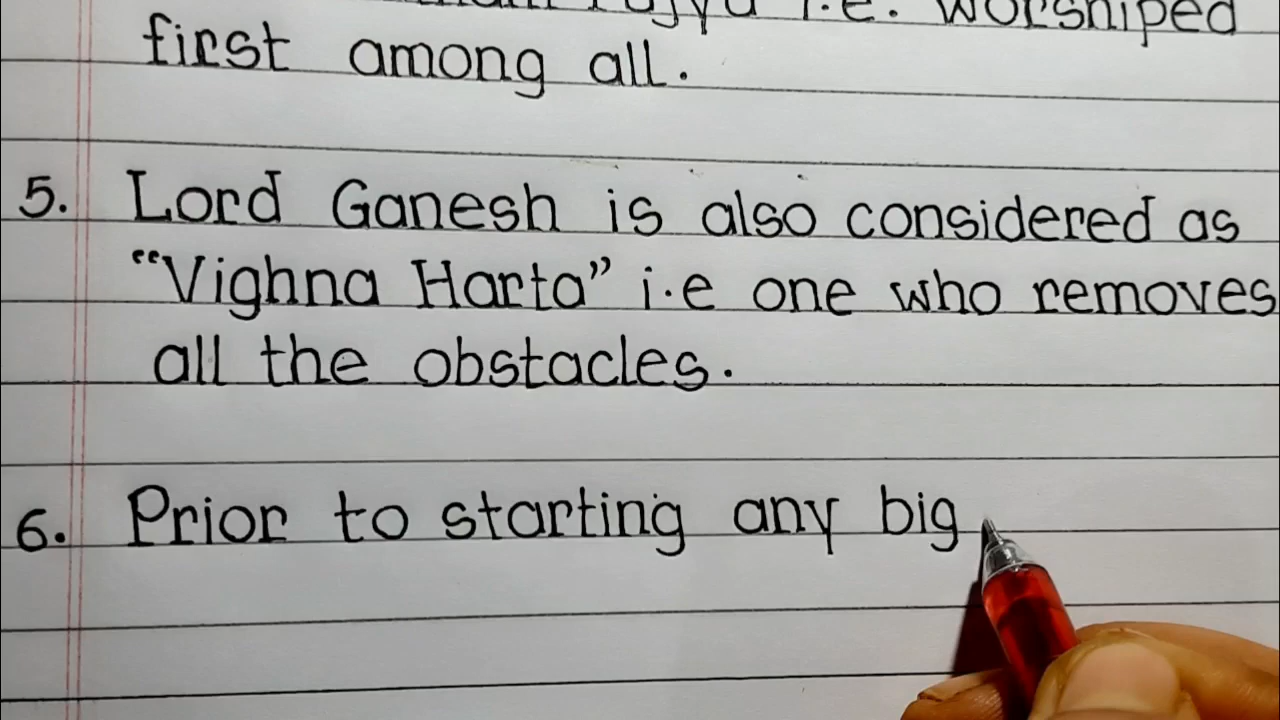 i.e. worshiped
first among all.
5. Lord Ganesh is also considered as
“Vighna Harta” i.e one who removes
all the obstacles.
6. Prior to starting any big